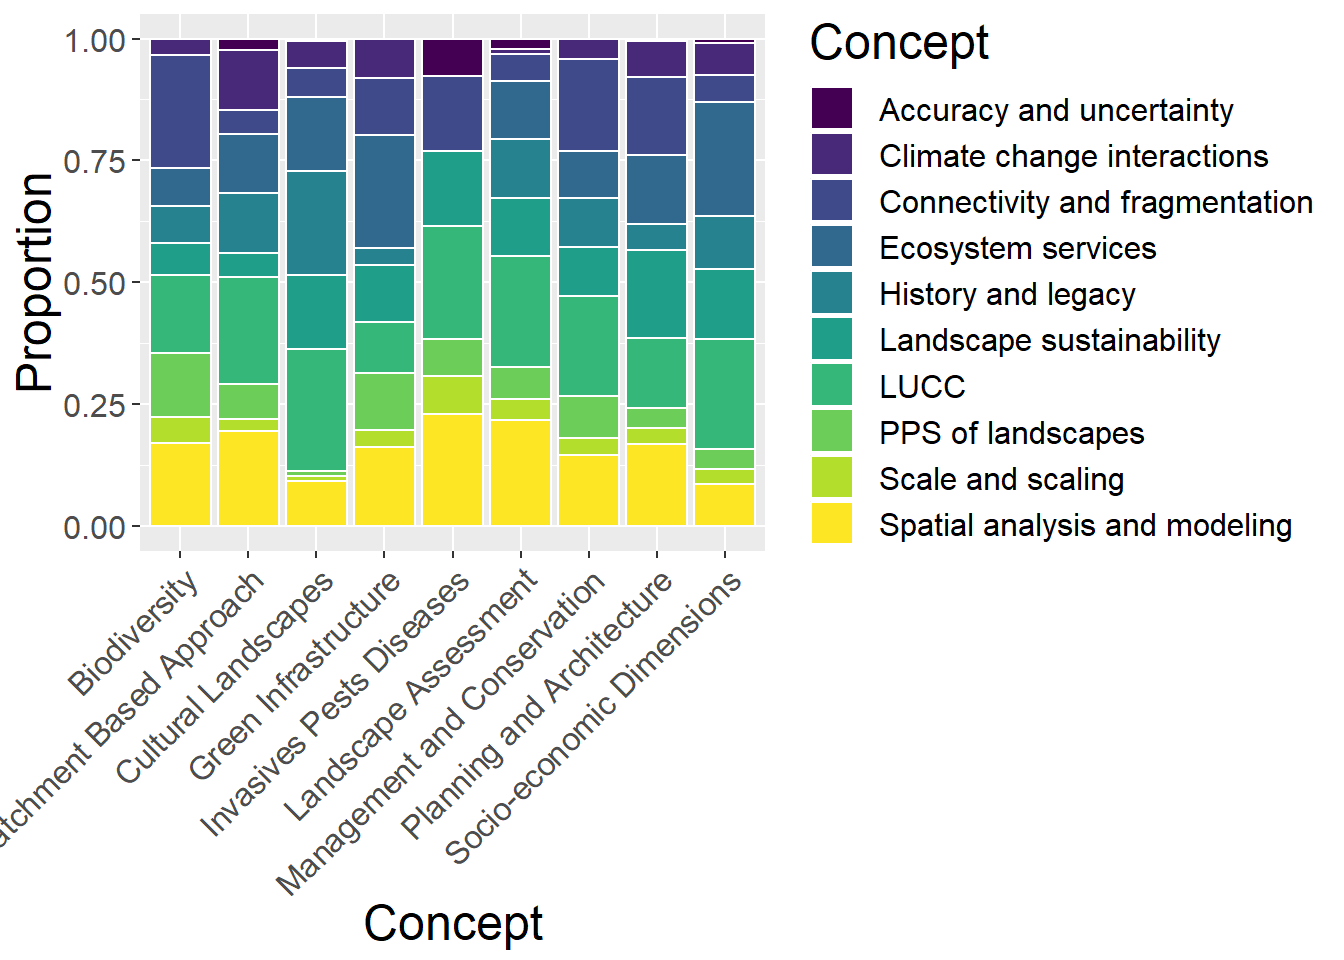 Concept
1.00
0.75
0.50
0.25
0.00
Proportion
Accuracy and uncertainty
Climate change interactions
Connectivity and fragmentation
Ecosystem services
History and legacy
Landscape sustainability
LUCC
PPS of landscapes
Scale and scaling
Spatial analysis and modeling
Biodiversity
atchment Based Approach
Cultural Landscapes
Green Infrastructure
Invasives Pests Diseases
Landscape Assessment
Management and Conservation
Planning and Architecture
Socio-economic Dimensions
Concept